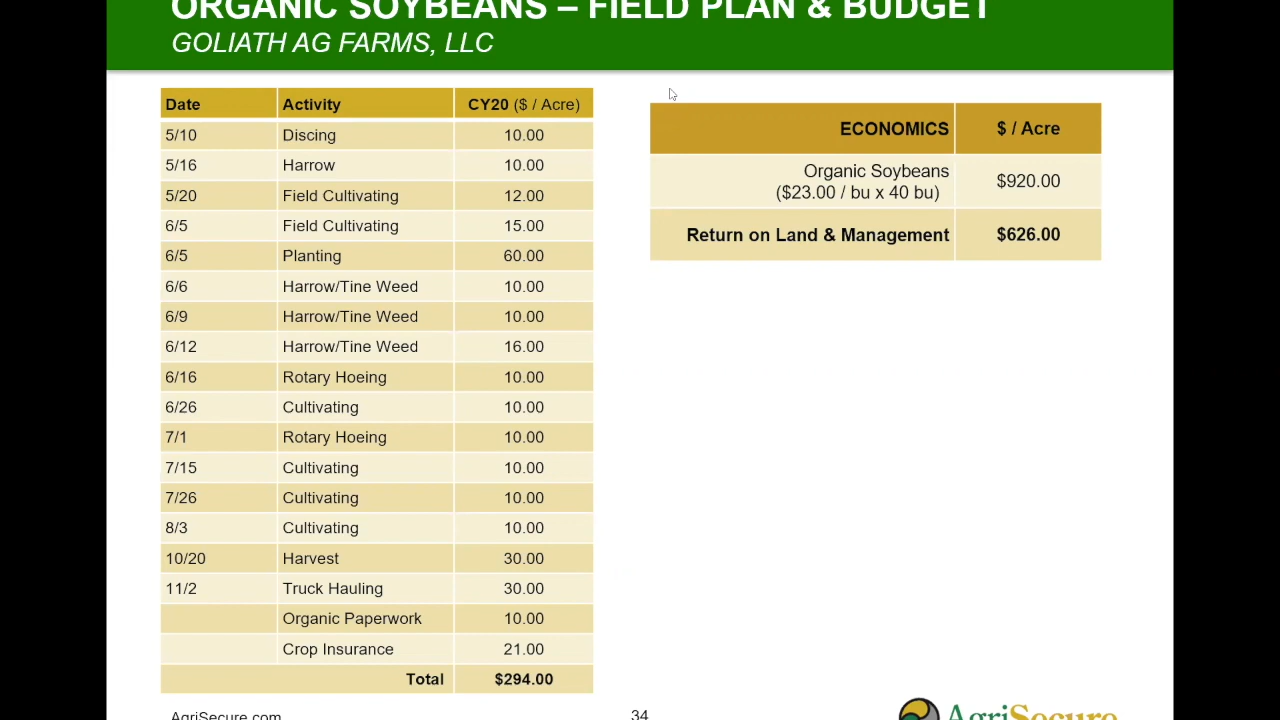 ORGANIC SOYBEANS – FIELD PLAN & BUDGET
GOLIATH AG FARMS, LLC
Date Activity CY20 ($ / Acre)
5/10 Discing 10.00
5/16 Harrow 10.00
5/20 Field Cultivating 12.00
6/5 Field Cultivating 15.00
6/5 Planting 60.00
6/6 Harrow/Tine Weed 10.00
6/9 Harrow/Tine Weed 10.00
6/12 Harrow/Tine Weed 16.00
6/16 Rotary Hoeing 10.00
6/26 Cultivating 10.00
7/1 Rotary Hoeing 10.00
7/15 Cultivating 10.00
7/26 Cultivating 10.00
8/3 Cultivating 10.00
10/20 Harvest 30.00
11/2 Truck Hauling 30.00
Organic Paperwork 10.00
Crop Insurance 21.00
Total $294.00
ECONOMICS $ / Acre
Organic Soybeans
($23.00 / bu x 40 bu) $920.00
Return on Land & Management $626.00
AgriSecure.com
34
AgriSecure